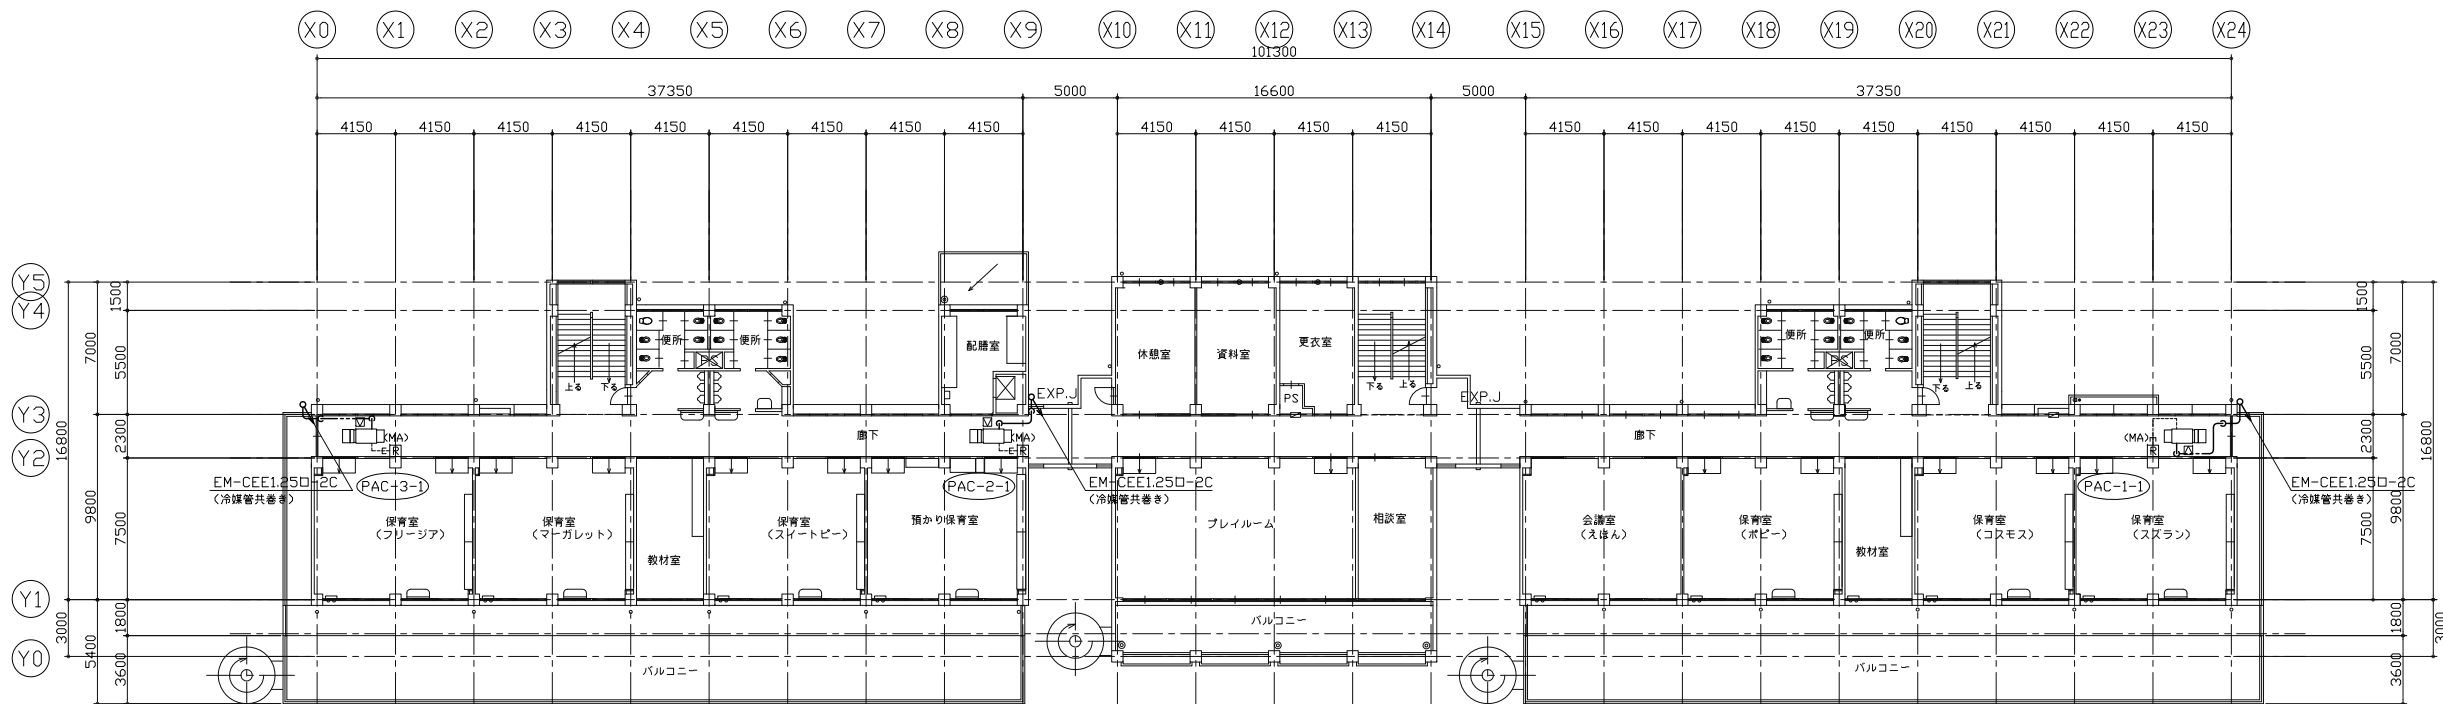 X0 X1 X2 X3 X4 X5 X6 X7 X8 X9 X10 X11 X12 X13 X14 X15 X16 X17 X18 X19 X20 X21 X22 X23 X24
101300
37350 5000 16600 5000 37350
4150 4150 4150 4150 4150 4150 4150 4150 4150 4150 4150 4150 4150 4150 4150 4150 4150 4150 4150 4150 4150 4150
Y5
Y4
Y3
Y2
Y1
Y0
1500
7000
5500
16800
2300
9800
7500
1800
3000
5400
3600
1500
7000
5500
16800
2300
9800
7500
1800
3000
3600
便所
便所
PS
配膳室
休憩室
資料室
更衣室
PS
便所
便所
PS
上る
下る
下る
上る
下る
上る
EXP.J
EXP.J
廊下
廊下
(MA)
E-R
(MA)
E-R
(MA)
R
EM-CEE1.25□-2C
(冷媒管共巻き)
PAC-3-1
PAC-2-1
EM-CEE1.25□-2C
(冷媒管共巻き)
PAC-1-1
EM-CEE1.25□-2C
(冷媒管共巻き)
保育室
(フリージア)
保育室
(マーガレット)
教材室
保育室
(スイートピー)
預かり保育室
プレイルーム
相談室
会議室
(えほん)
保育室
(ポピー)
教材室
保育室
(コスモス)
保育室
(スズラン)
バルコニー
バルコニー
バルコニー